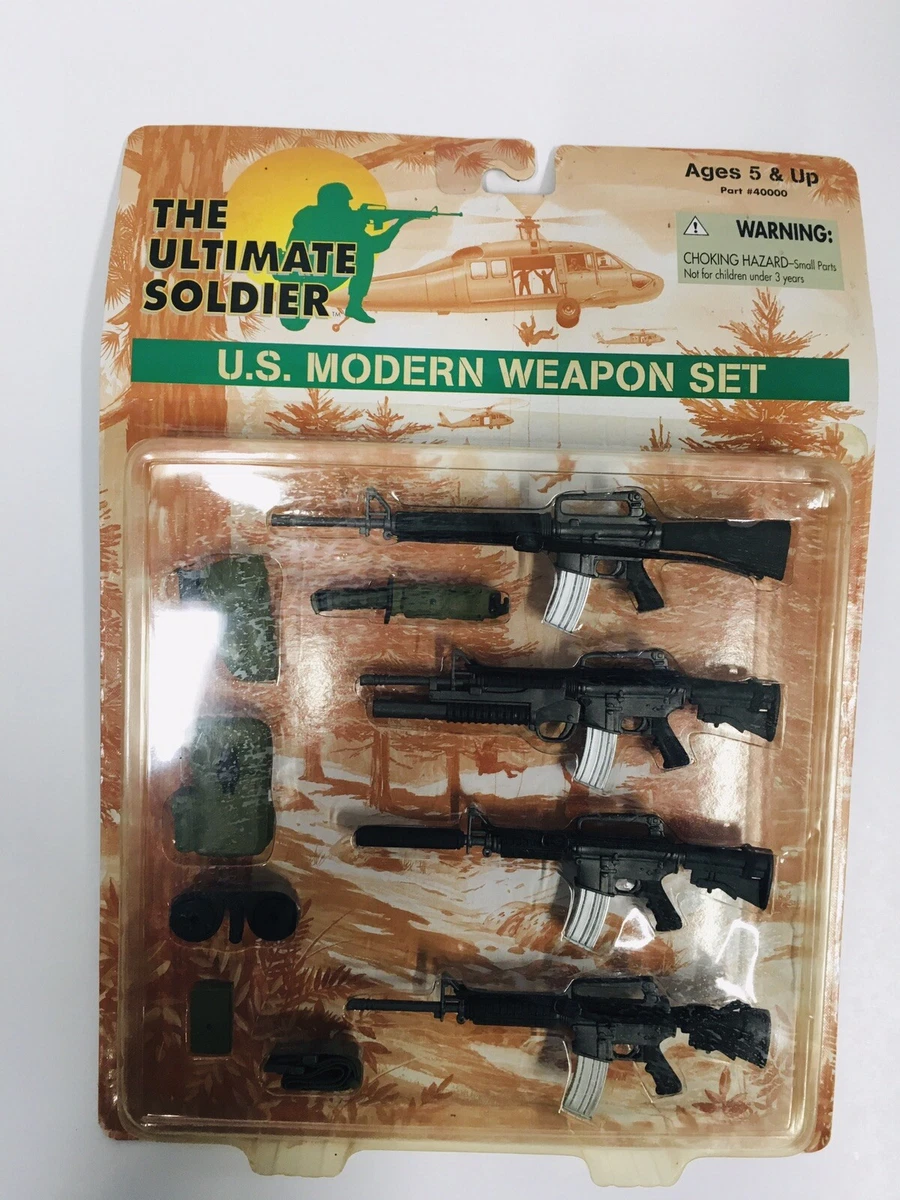 THE
ULTIMATE
SOLDIER™
Ages 5 & Up
Part #40000
⚠ WARNING:
CHOKING HAZARD–Small Parts
Not for children under 3 years
U.S. MODERN WEAPON SET